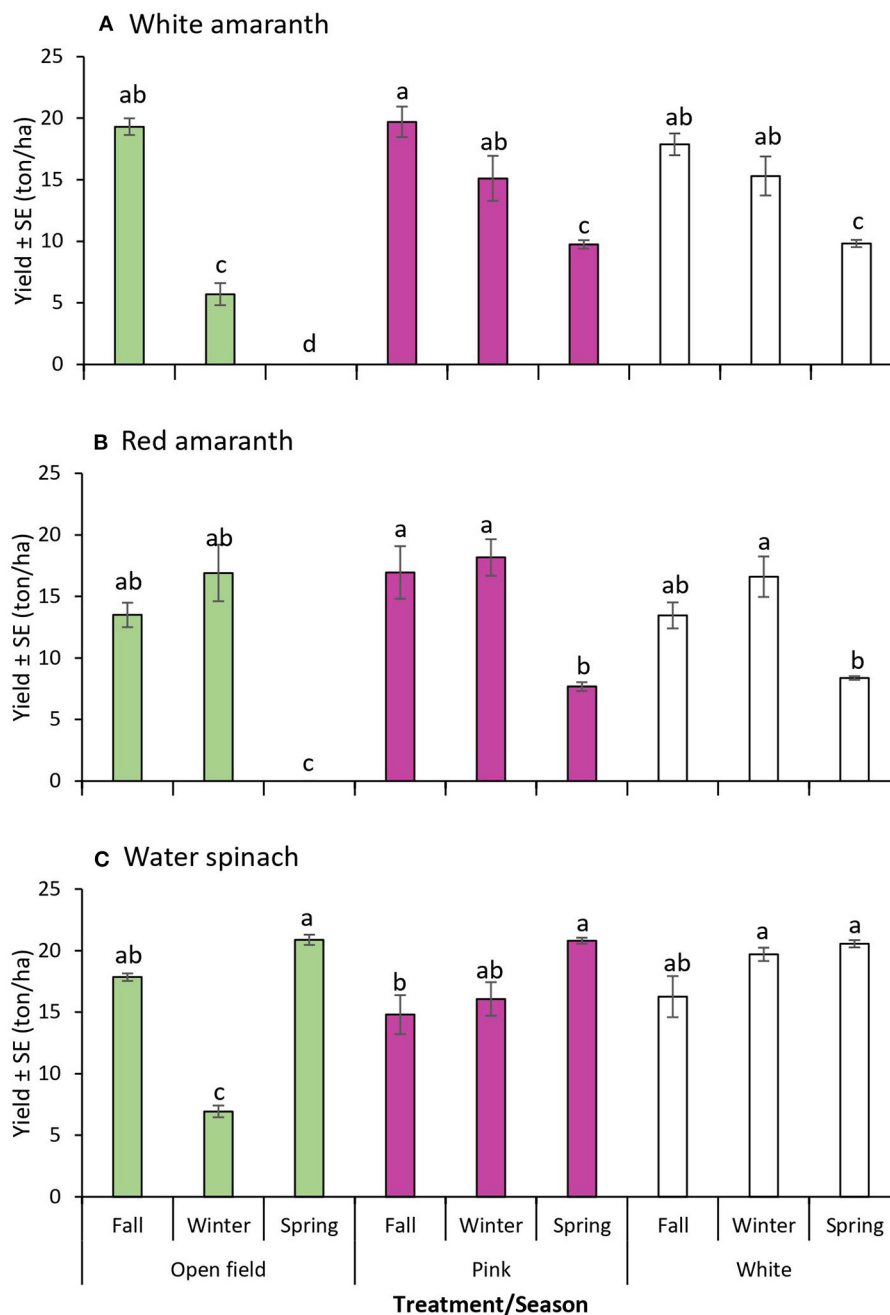 A White amaranth
25
20
15
10
5
0
Yield ± SE (ton/ha)
ab
c
d
a
ab
c
ab
ab
c
B Red amaranth
25
20
15
10
5
0
Yield ± SE (ton/ha)
ab
ab
c
a
a
b
ab
a
b
C Water spinach
25
20
15
10
5
0
Yield ± SE (ton/ha)
ab
c
a
b
ab
a
ab
a
a
Fall Winter Spring Fall Winter Spring Fall Winter Spring
Open field Pink White
Treatment/Season